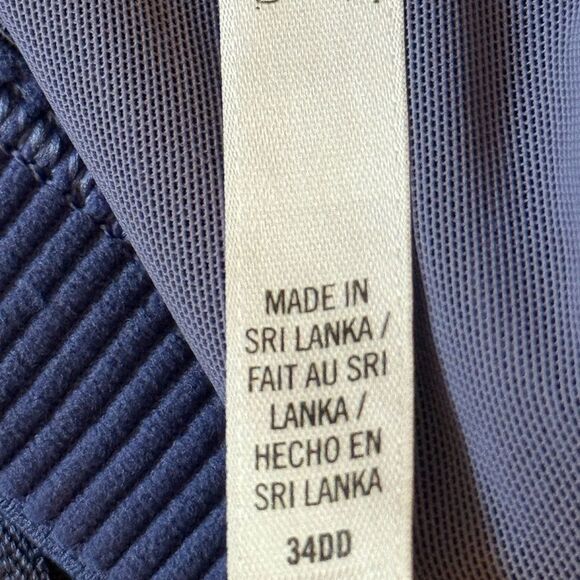 MADE IN
SRI LANKA /
FAIT AU SRI
LANKA /
HECHO EN
SRI LANKA
34DD